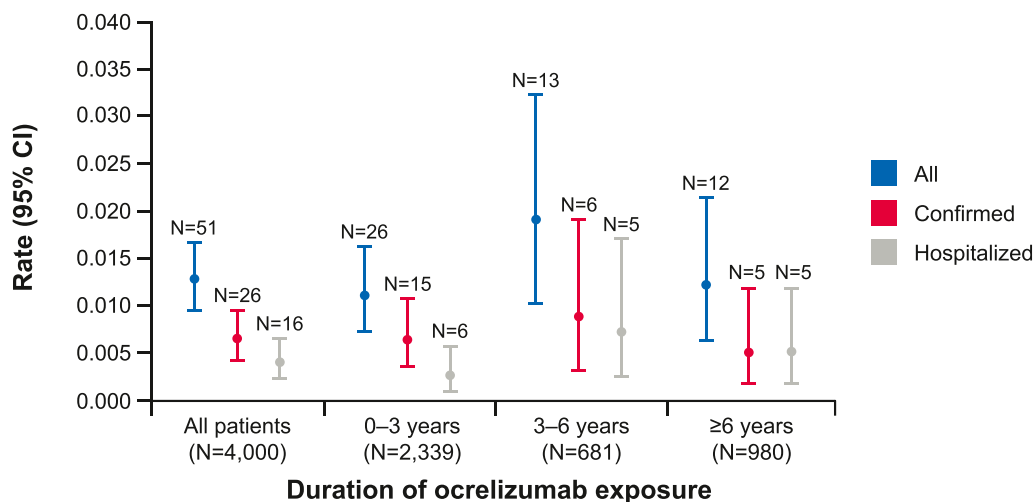 0.040
0.035
0.030
0.025
0.020
0.015
0.010
0.005
0.000
Rate (95% CI)
N=51
N=26
N=16
N=26
N=15
N=6
N=13
N=6
N=5
N=12
N=5
N=5
All patients
(N=4,000)
0–3 years
(N=2,339)
3–6 years
(N=681)
≥6 years
(N=980)
Duration of ocrelizumab exposure
All
Confirmed
Hospitalized